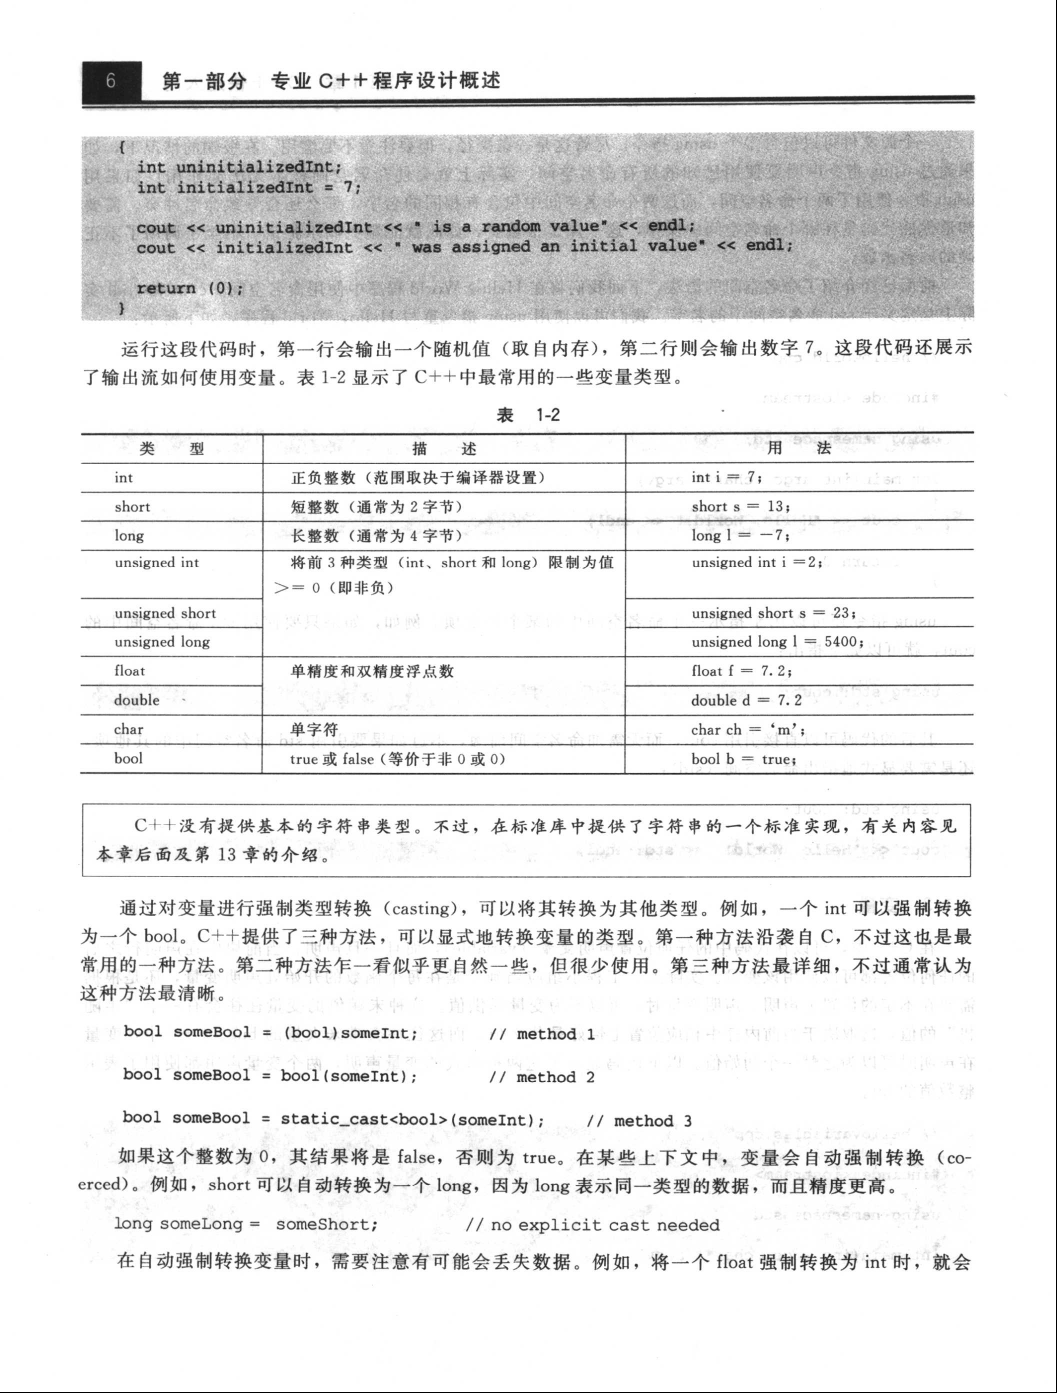 6 第一部分 专业 C++程序设计概述
{
int uninitializedInt;
int initializedInt = 7;
cout << uninitializedInt << " is a random value" << endl;
cout << initializedInt << " was assigned an initial value" << endl;
return (0);
}
运行这段代码时，第一行会输出一个随机值（取自内存），第二行则会输出数字 7。这段代码还展示
了输出流如何使用变量。表 1-2 显示了 C++中最常用的一些变量类型。
表 1-2
类 型 描 述 用 法
int 正负整数（范围取决于编译器设置） int i = 7;
short 短整数（通常为 2 字节） short s = 13;
long 长整数（通常为 4 字节） long l = -7;
unsigned int 将前 3 种类型（int、short 和 long）限制为值 unsigned int i =2;
>= 0（即非负）
unsigned short unsigned short s = 23;
unsigned long unsigned long l = 5400;
float 单精度和双精度浮点数 float f = 7.2;
double double d = 7.2
char 单字符 char ch = ‘m’;
bool true 或 false（等价于非 0 或 0） bool b = true;
C++没有提供基本的字符串类型。不过，在标准库中提供了字符串的一个标准实现，有关内容见
本章后面及第 13 章的介绍。
通过对变量进行强制类型转换（casting），可以将其转换为其他类型。例如，一个 int 可以强制转换
为一个 bool。C++提供了三种方法，可以显式地转换变量的类型。第一种方法沿袭自 C，不过这也是最
常用的一种方法。第二种方法乍一看似乎更自然一些，但很少使用。第三种方法最详细，不过通常认为
这种方法最清晰。
bool someBool = (bool)someInt; // method 1
bool someBool = bool(someInt); // method 2
bool someBool = static_cast<bool>(someInt); // method 3
如果这个整数为 0，其结果将是 false，否则为 true。在某些上下文中，变量会自动强制转换（co-
erced）。例如，short 可以自动转换为一个 long，因为 long 表示同一类型的数据，而且精度更高。
long someLong = someShort; // no explicit cast needed
在自动强制转换变量时，需要注意有可能会丢失数据。例如，将一个 float 强制转换为 int 时，就会